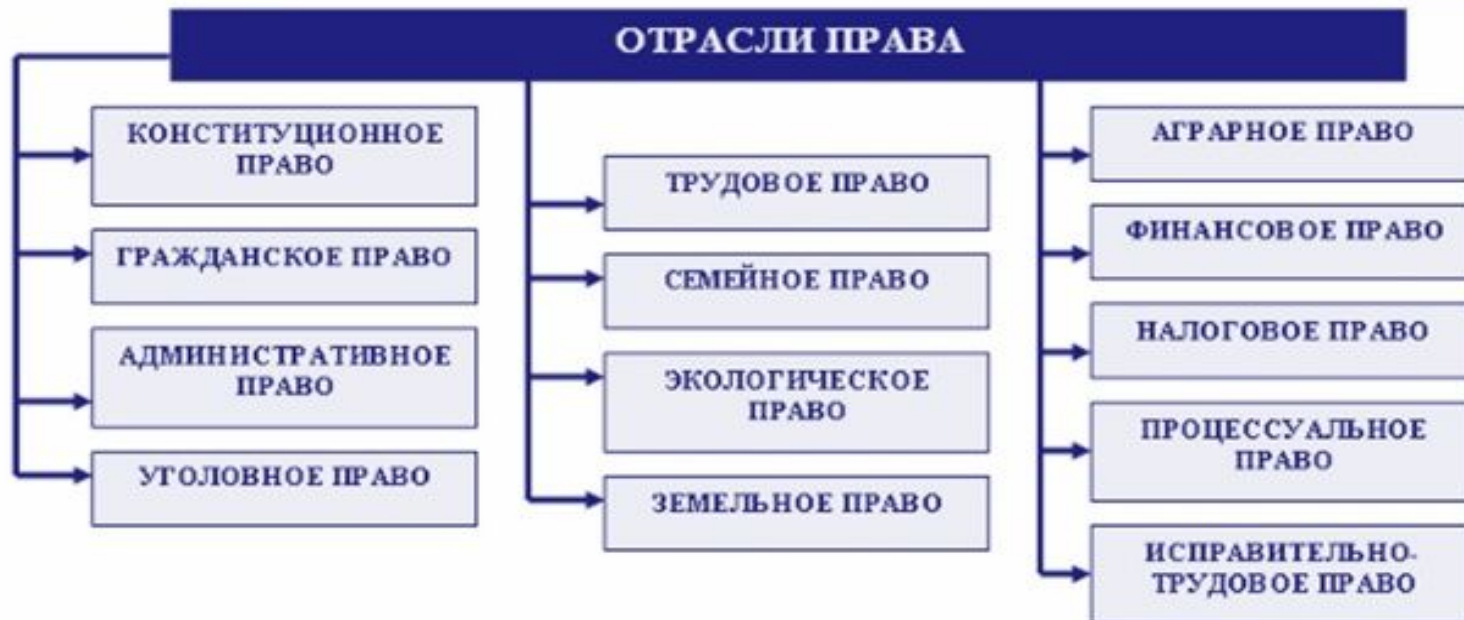 ОТРАСЛИ ПРАВА
КОНСТИТУЦИОННОЕ
ПРАВО
ГРАЖДАНСКОЕ ПРАВО
АДМИНИСТРАТИВНОЕ
ПРАВО
УГОЛОВНОЕ ПРАВО
ТРУДОВОЕ ПРАВО
СЕМЕЙНОЕ ПРАВО
ЭКОЛОГИЧЕСКОЕ
ПРАВО
ЗЕМЕЛЬНОЕ ПРАВО
АГРАРНОЕ ПРАВО
ФИНАНСОВОЕ ПРАВО
НАЛОГОВОЕ ПРАВО
ПРОЦЕССУАЛЬНОЕ
ПРАВО
ИСПРАВИТЕЛЬНО-
ТРУДОВОЕ ПРАВО